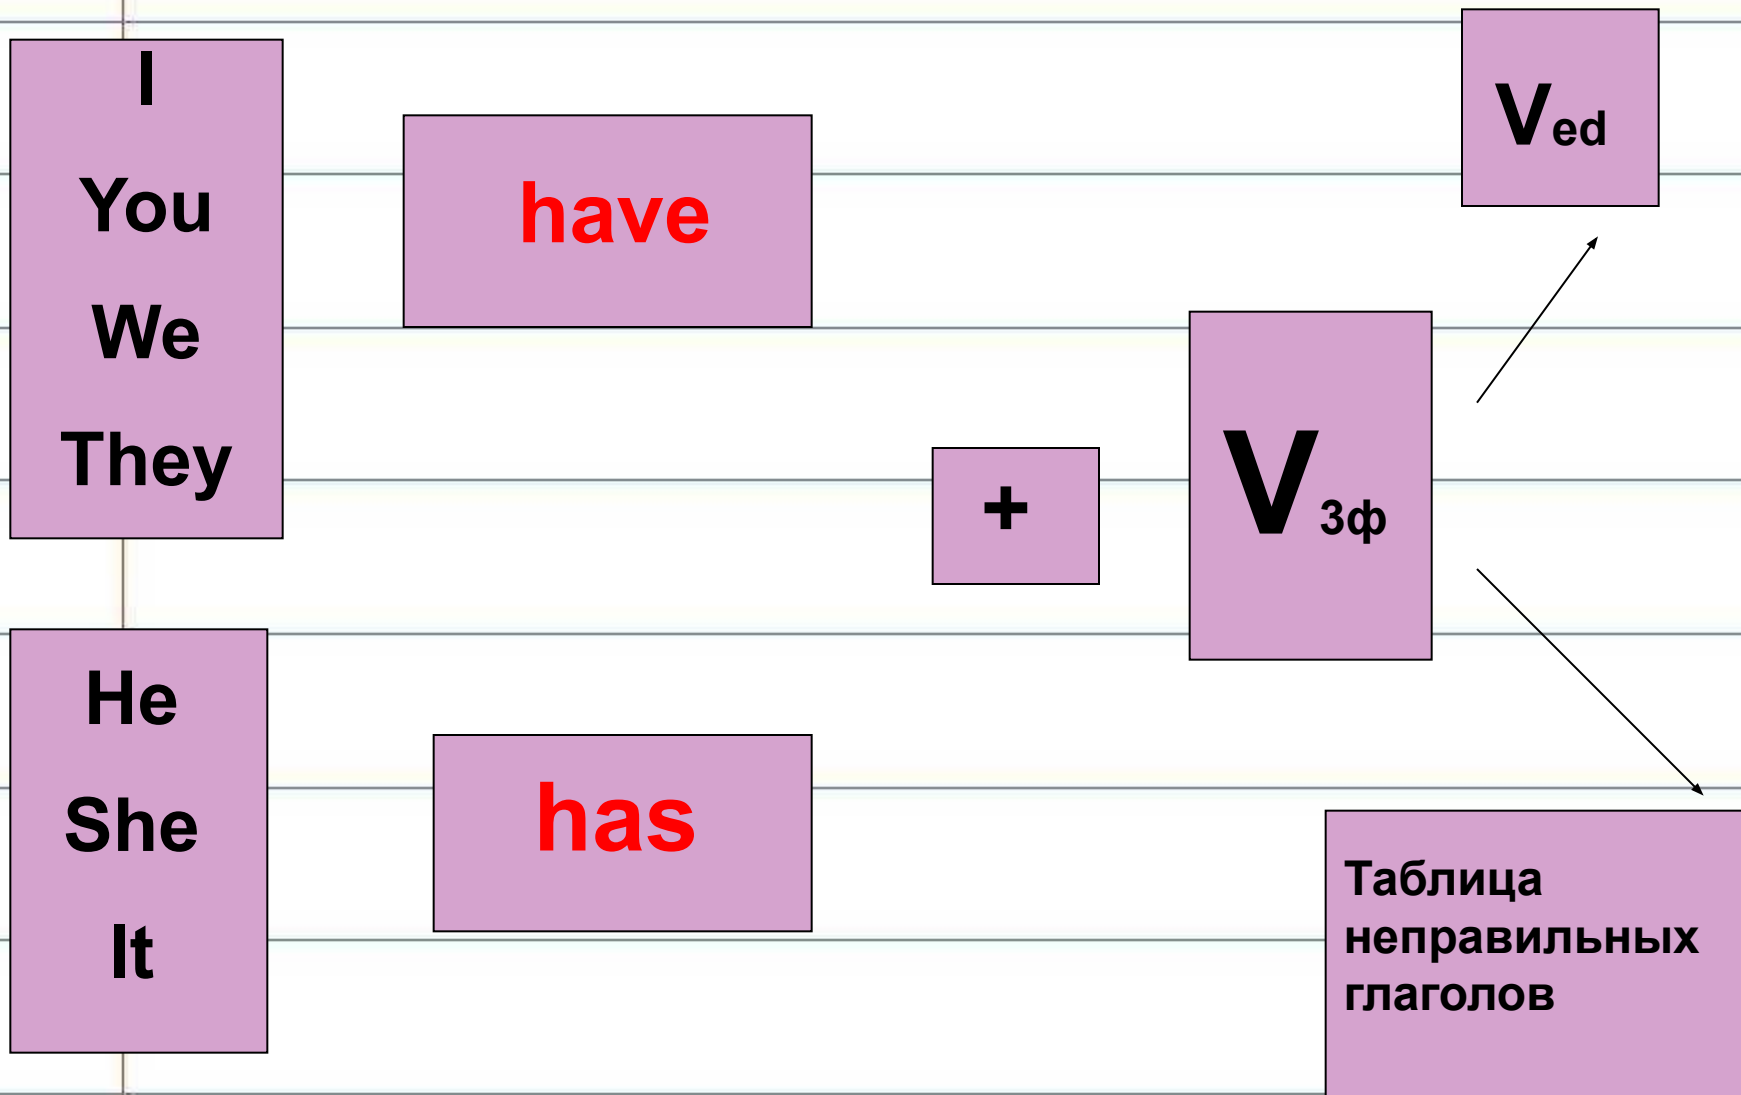 I
You
We
They
have
He
She
It
has
+
V3ф
Ved
Таблица
неправильных
глаголов